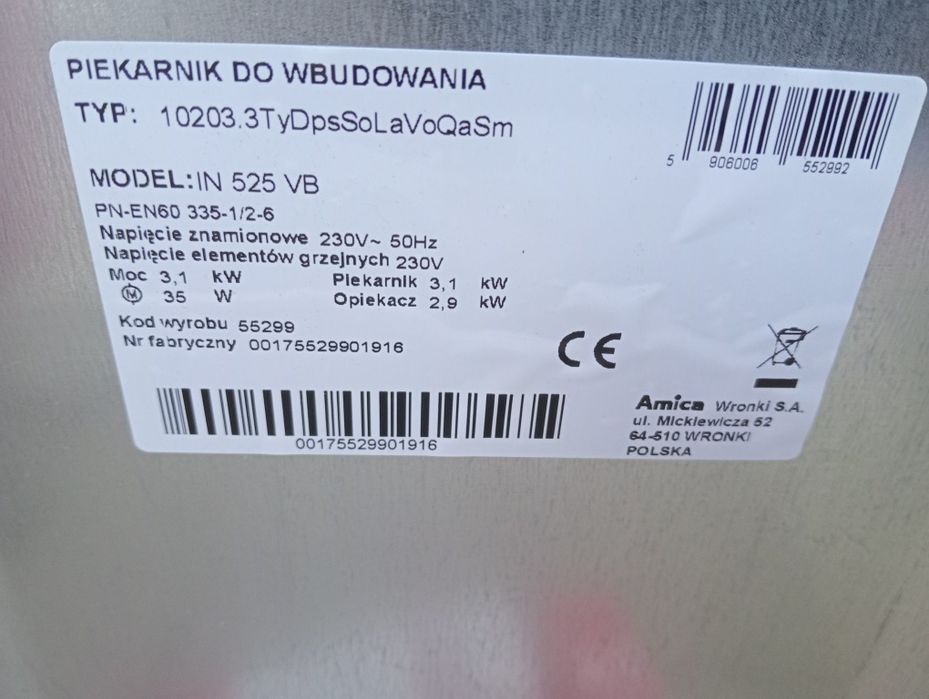 PIEKARNIK DO WBUDOWANIA
TYP: 10203.3TyDpsSoLaVoQaSm
5 906006 552992
MODEL: IN 525 VB
PN-EN60 335-1/2-6
Napięcie znamionowe 230V~ 50Hz
Napięcie elementów grzejnych 230V
Moc 3,1 kW Piekarnik 3,1 kW
M 35 W Opiekacz 2,9 kW
Kod wyrobu 55299
Nr fabryczny 00175529901916
CE
00175529901916
Amica Wronki S.A.
ul. Mickiewicza 52
64-510 WRONKI
POLSKA